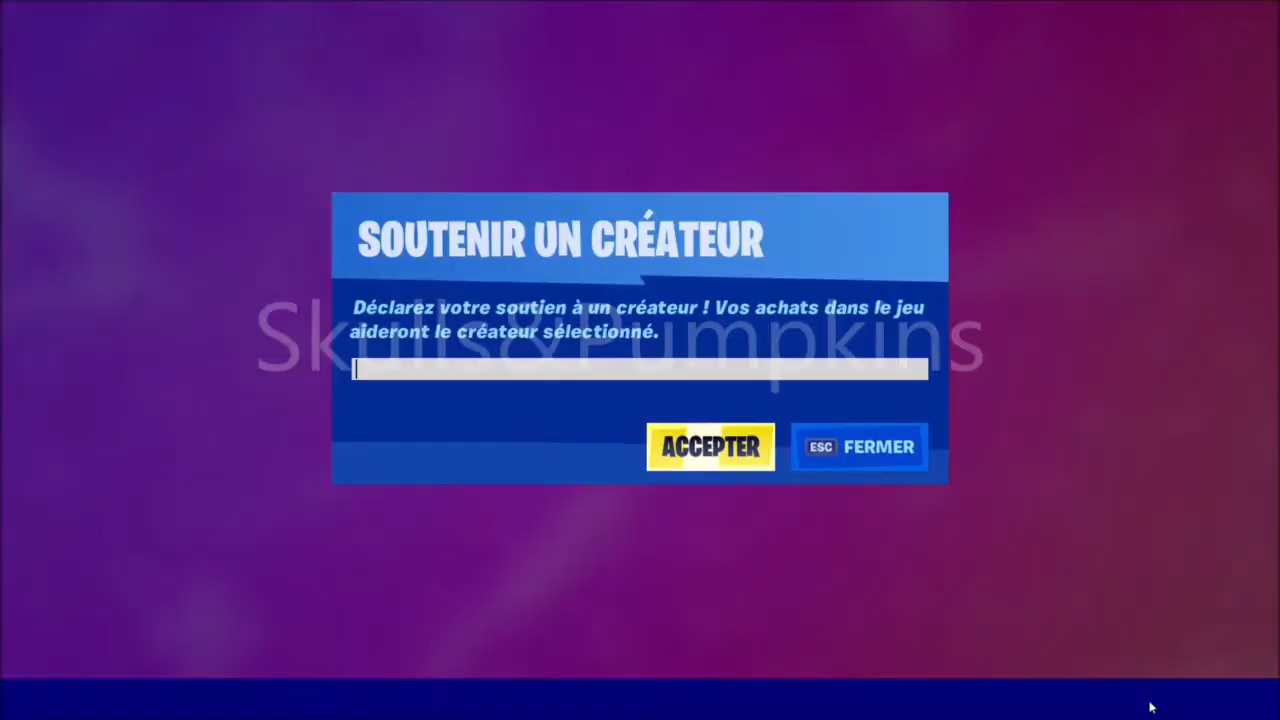 SOUTENIR UN CRÉATEUR
Déclarez votre soutien à un créateur ! Vos achats dans le jeu
aideront le créateur sélectionné.
Skulls&Pumpkins
ACCEPTER
ESC FERMER